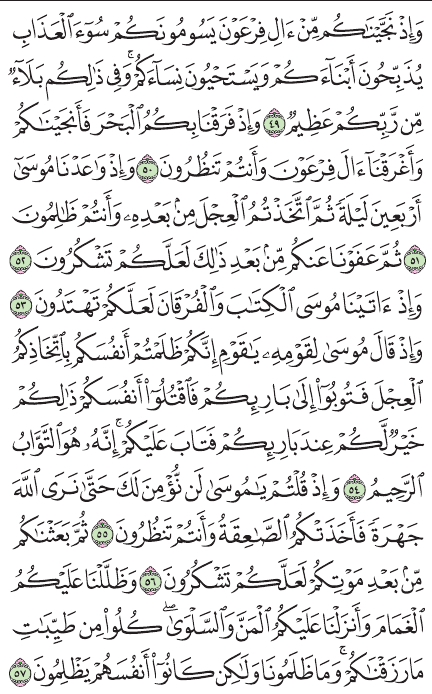 وَإِذْ نَجَّيْنَٰكُم مِّنْ ءَالِ فِرْعَوْنَ يَسُومُونَكُمْ سُوٓءَ ٱلْعَذَابِ
يُذَبِّحُونَ أَبْنَآءَكُمْ وَيَسْتَحْيُونَ نِسَآءَكُمْ ۚ وَفِى ذَٰلِكُم بَلَآءٌ
مِّن رَّبِّكُمْ عَظِيمٌ ٤٩ وَإِذْ فَرَقْنَا بِكُمُ ٱلْبَحْرَ فَأَنجَيْنَٰكُمْ
وَأَغْرَقْنَآ ءَالَ فِرْعَوْنَ وَأَنتُمْ تَنظُرُونَ ٥٠ وَإِذْ وَٰعَدْنَا مُوسَىٰٓ
أَرْبَعِينَ لَيْلَةً ثُمَّ ٱتَّخَذْتُمُ ٱلْعِجْلَ مِنۢ بَعْدِهِۦ وَأَنتُمْ ظَٰلِمُونَ
٥١ ثُمَّ عَفَوْنَا عَنكُم مِّنۢ بَعْدِ ذَٰلِكَ لَعَلَّكُمْ تَشْكُرُونَ ٥٢
وَإِذْ ءَاتَيْنَا مُوسَى ٱلْكِتَٰبَ وَٱلْفُرْقَانَ لَعَلَّكُمْ تَهْتَدُونَ ٥٣
وَإِذْ قَالَ مُوسَىٰ لِقَوْمِهِۦ يَٰقَوْمِ إِنَّكُمْ ظَلَمْتُمْ أَنفُسَكُم بِٱتِّخَاذِكُمُ
ٱلْعِجْلَ فَتُوبُوٓا۟ إِلَىٰ بَارِئِكُمْ فَٱقْتُلُوٓا۟ أَنفُسَكُمْ ذَٰلِكُمْ
خَيْرٌ لَّكُمْ عِندَ بَارِئِكُمْ فَتَابَ عَلَيْكُمْ ۚ إِنَّهُۥ هُوَ ٱلتَّوَّابُ
ٱلرَّحِيمُ ٥٤ وَإِذْ قُلْتُمْ يَٰمُوسَىٰ لَن نُّؤْمِنَ لَكَ حَتَّىٰ نَرَى ٱللَّهَ
جَهْرَةً فَأَخَذَتْكُمُ ٱلصَّٰعِقَةُ وَأَنتُمْ تَنظُرُونَ ٥٥ ثُمَّ بَعَثْنَٰكُم
مِّنۢ بَعْدِ مَوْتِكُمْ لَعَلَّكُمْ تَشْكُرُونَ ٥٦ وَظَلَّلْنَا عَلَيْكُمُ
ٱلْغَمَامَ وَأَنزَلْنَا عَلَيْكُمُ ٱلْمَنَّ وَٱلسَّلْوَىٰ ۖ كُلُوا۟ مِن طَيِّبَٰتِ
مَا رَزَقْنَٰكُمْ ۖ وَمَا ظَلَمُونَا وَلَٰكِن كَانُوٓا۟ أَنفُسَهُمْ يَظْلِمُونَ ٥٧